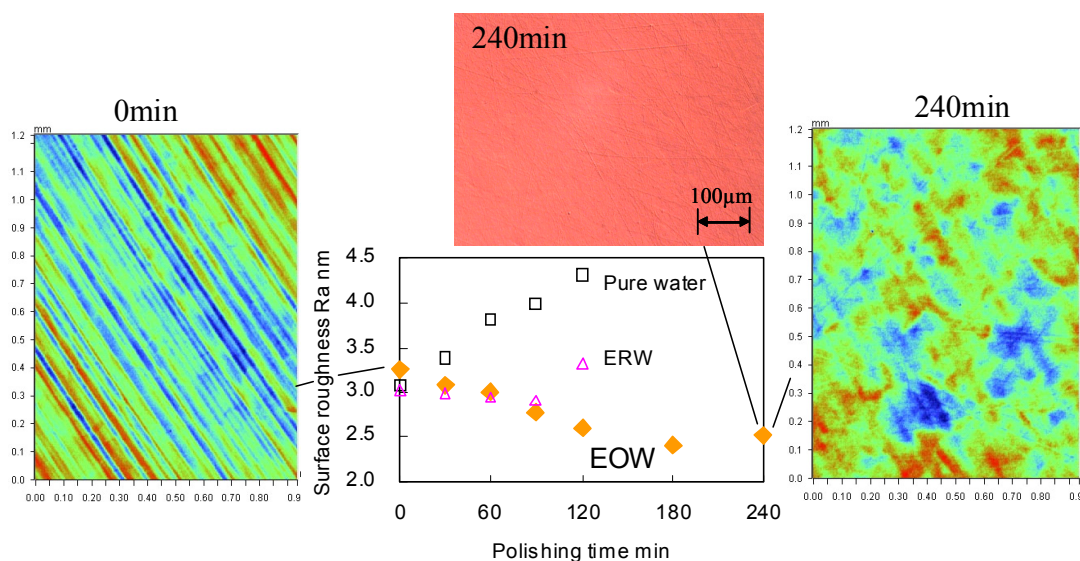 240min
0min
240min
100μm
mm
1.2
1.1
1.0
0.9
0.8
0.7
0.6
0.5
0.4
0.3
0.2
0.1
0.0
0.00 0.10 0.20 0.30 0.40 0.50 0.60 0.70 0.9
Surface roughness Ra nm
4.5
4.0
3.5
3.0
2.5
2.0
Pure water
ERW
EOW
0 60 120 180 240
Polishing time min
mm
1.2
1.1
1.0
0.9
0.8
0.7
0.6
0.5
0.4
0.3
0.2
0.1
0.0
0.00 0.10 0.20 0.30 0.40 0.50 0.60 0.70 0.9